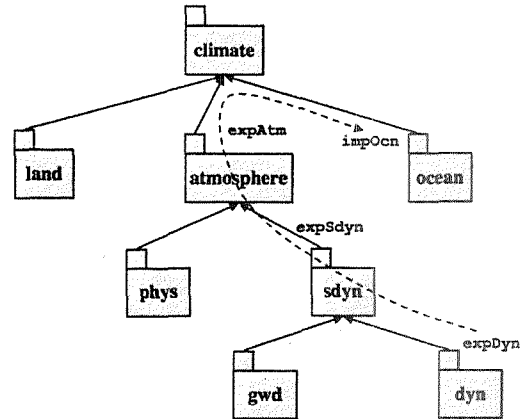 climate
expAtm
impOcn
land
atmosphere
ocean
expSdyn
phys
sdyn
expDyn
gwd
dyn